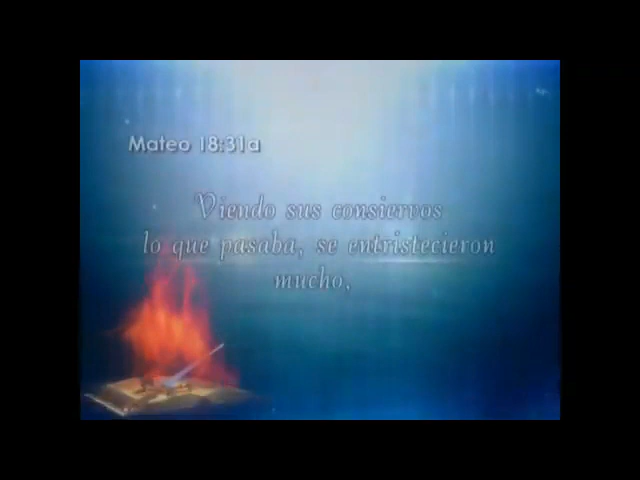 Mateo 18:31a
Viendo sus consiervos
lo que pasaba, se entristecieron
mucho,